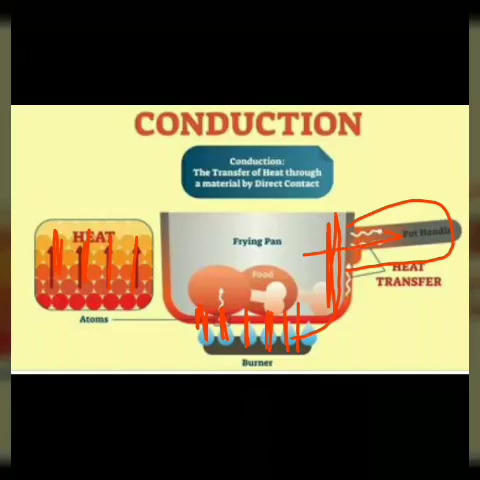 CONDUCTION
Conduction:
The Transfer of Heat through
a material by Direct Contact
HEAT
Frying Pan
Pot Handle
Food
HEAT
TRANSFER
Atoms
Burner